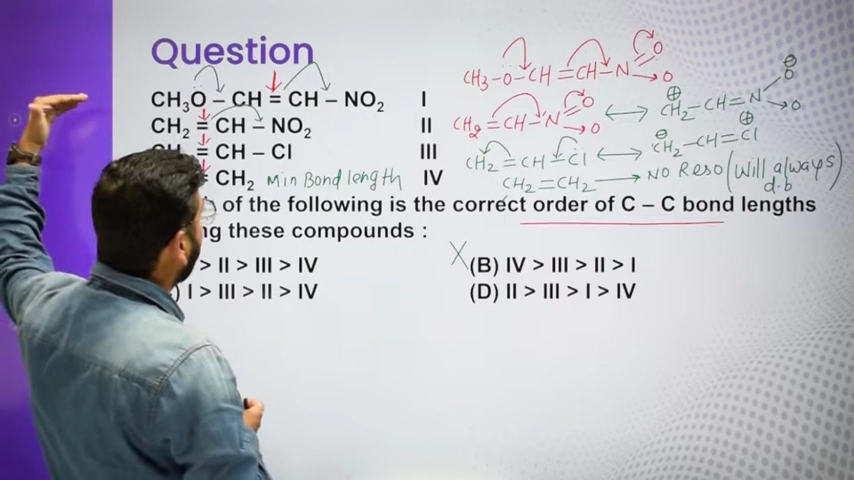 Question
CH3O – CH = CH – NO2 I
CH2 = CH – NO2 II
= CH – Cl III
= CH2 Min Bond length IV
of the following is the correct order of C – C bond lengths
these compounds :
> II > III > IV
(B) IV > III > II > I
I > III > II > IV
(D) II > III > I > IV
CH3-O-CH=CH-N=O→O
CH2=CH-N=O→O ↔ ⊕CH2-CH=N-O⊖→O
CH2=CH-Cl ↔ ⊖CH2-CH=Cl⊕
CH2=CH2 → NO Reso (Will always d.b)
X